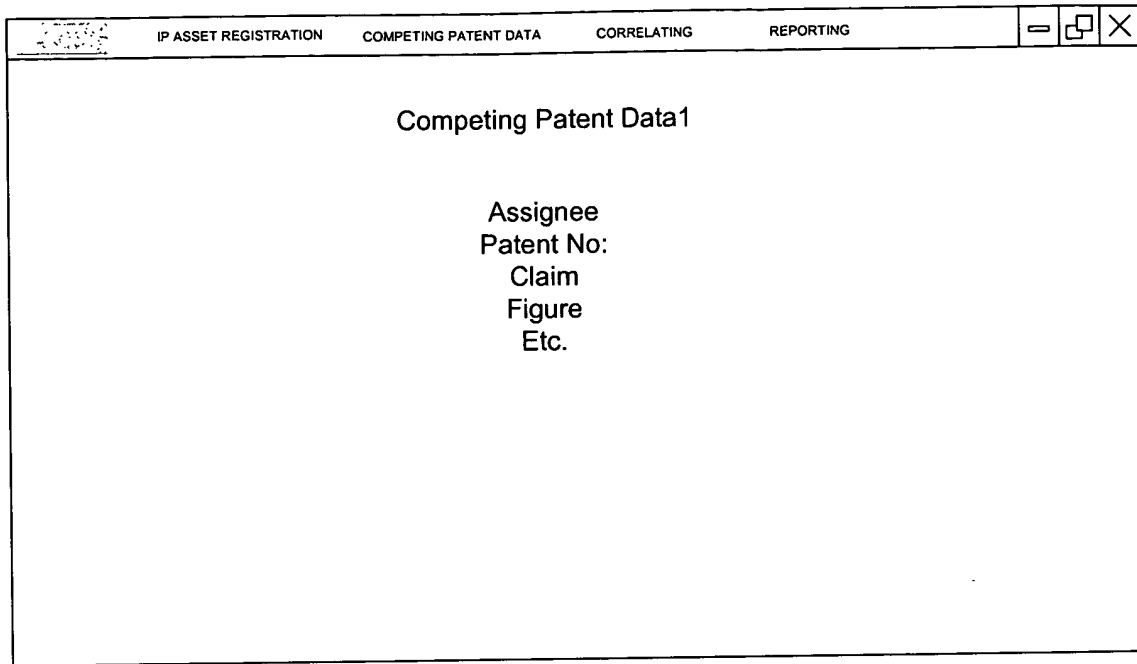 IP ASSET REGISTRATION COMPETING PATENT DATA CORRELATING REPORTING
Competing Patent Data1
Assignee
Patent No:
Claim
Figure
Etc.